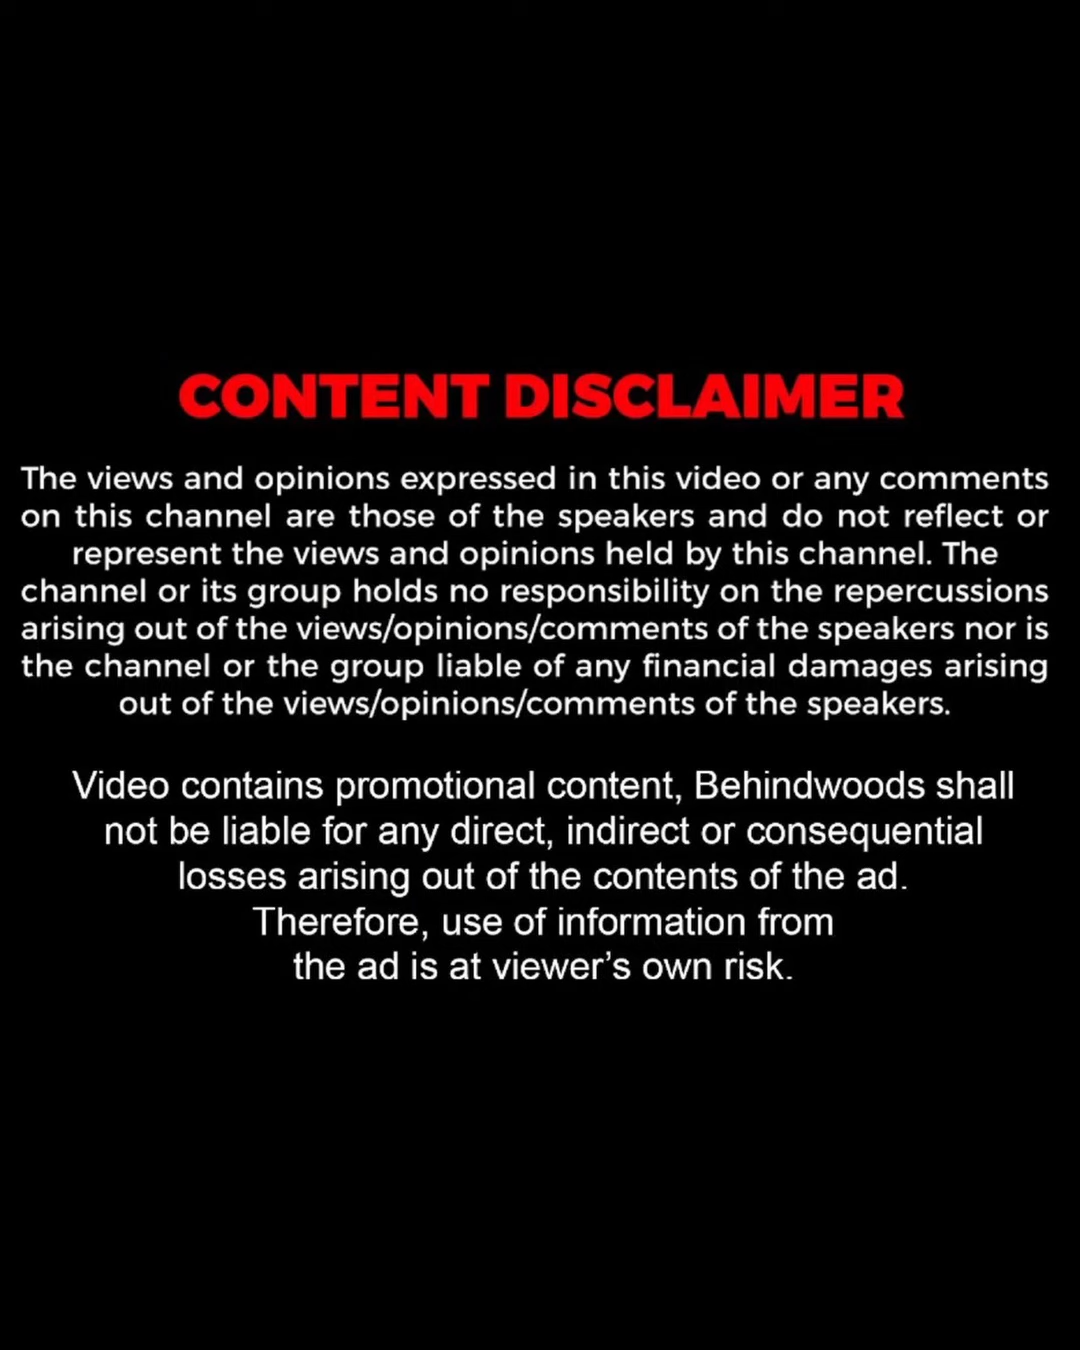 CONTENT DISCLAIMER
The views and opinions expressed in this video or any comments
on this channel are those of the speakers and do not reflect or
represent the views and opinions held by this channel. The
channel or its group holds no responsibility on the repercussions
arising out of the views/opinions/comments of the speakers nor is
the channel or the group liable of any financial damages arising
out of the views/opinions/comments of the speakers.
Video contains promotional content, Behindwoods shall
not be liable for any direct, indirect or consequential
losses arising out of the contents of the ad.
Therefore, use of information from
the ad is at viewer’s own risk.